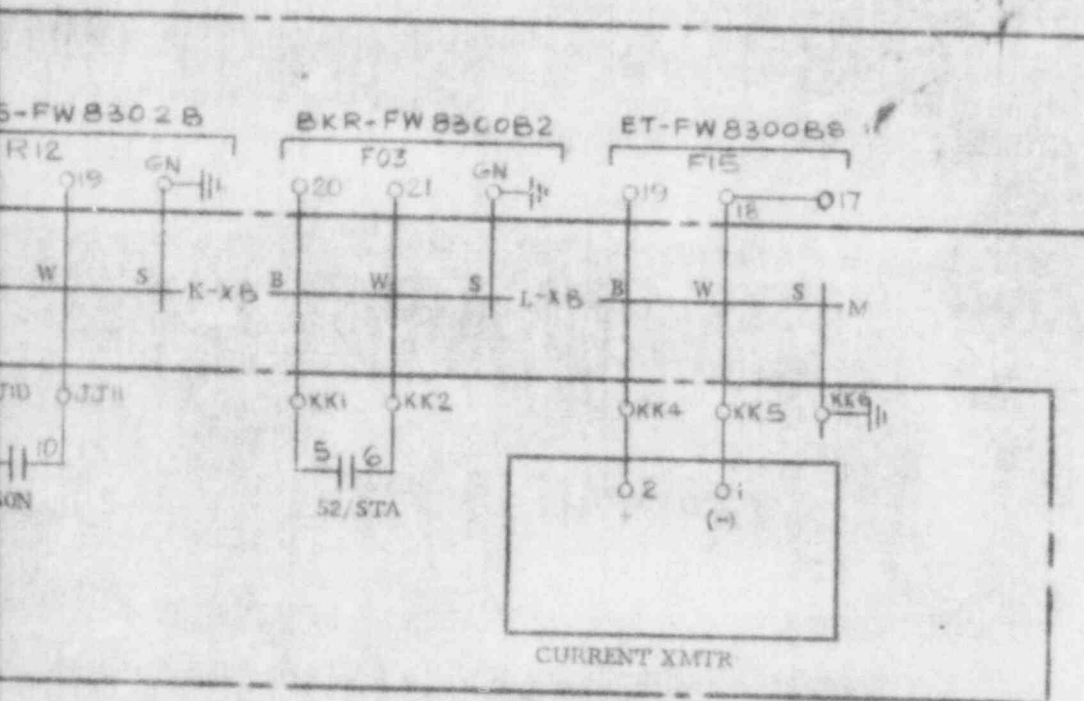 S-FW8302B BKR-FW8300B2 ET-FW8300B8
R12 F03 F15
19 GN 20 21 GN 19 18 17
W S K-XB B W S L-XB B W S M
J10 JJ11 KK1 KK2 KK4 KK5 KK6
10 5 6
52/STA
2 1
+ (-)
CURRENT XMTR